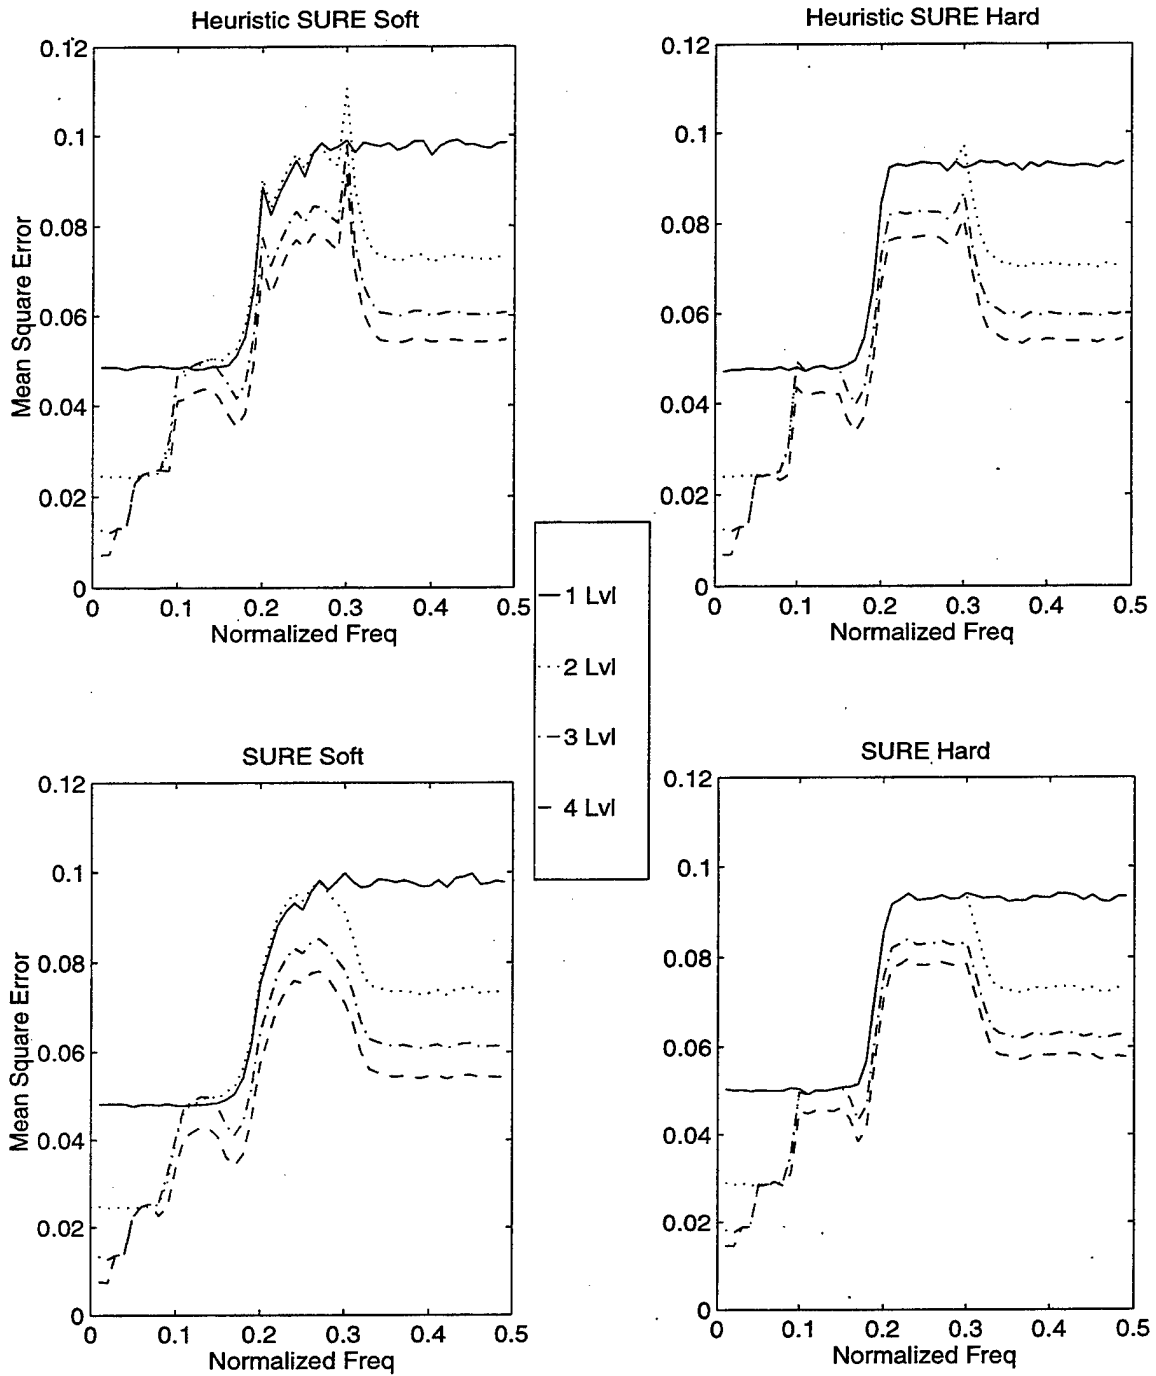 Heuristic SURE Soft
0.12
0.1
0.08
0.06
0.04
0.02
0
Mean Square Error
0 0.1 0.2 0.3 0.4 0.5
Normalized Freq
Heuristic SURE Hard
0.12
0.1
0.08
0.06
0.04
0.02
0
0 0.1 0.2 0.3 0.4 0.5
Normalized Freq
1 Lvl
2 Lvl
3 Lvl
4 Lvl
SURE Soft
0.12
0.1
0.08
0.06
0.04
0.02
0
Mean Square Error
0 0.1 0.2 0.3 0.4 0.5
Normalized Freq
SURE Hard
0.12
0.1
0.08
0.06
0.04
0.02
0
0 0.1 0.2 0.3 0.4 0.5
Normalized Freq